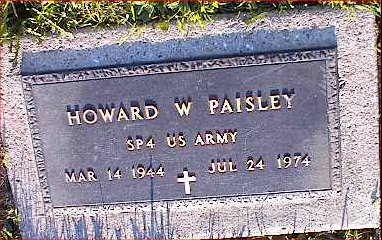 HOWARD W PAISLEY
SP4 US ARMY
MAR 14 1944 JUL 24 1974